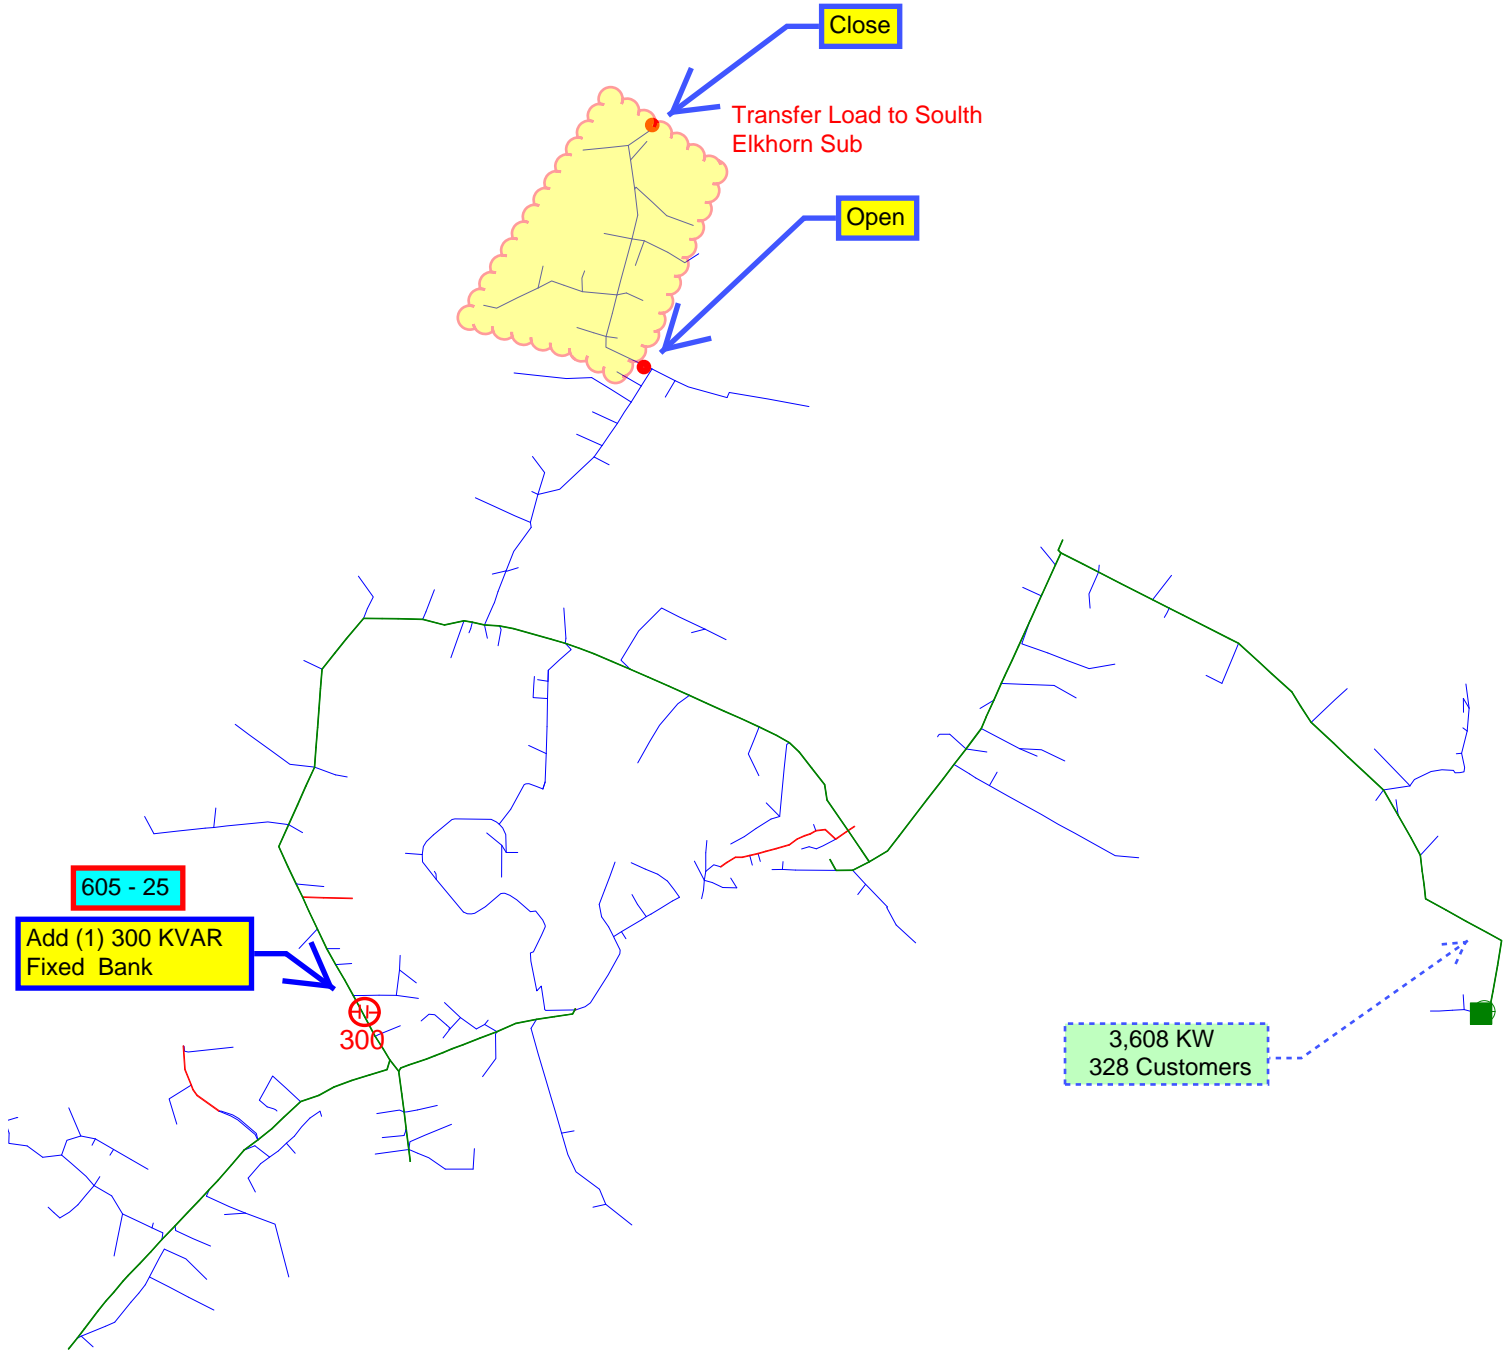 Close
Transfer Load to Soulth
Elkhorn Sub
Open
605 - 25
Add (1) 300 KVAR
Fixed Bank
N
300
3,608 KW
328 Customers